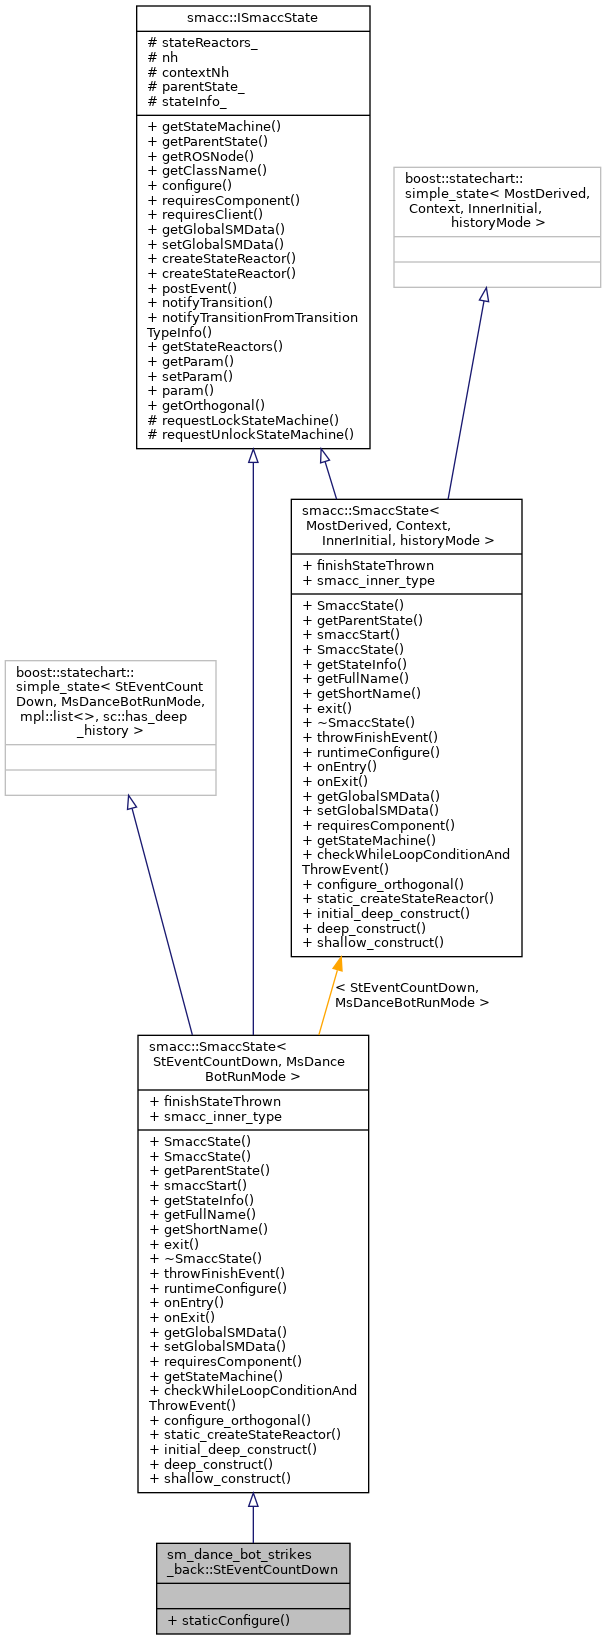 smacc::ISmaccState
# stateReactors_
# nh
# contextNh
# parentState_
# stateInfo_
+ getStateMachine()
+ getParentState()
+ getROSNode()
+ getClassName()
+ configure()
+ requiresComponent()
+ requiresClient()
+ getGlobalSMData()
+ setGlobalSMData()
+ createStateReactor()
+ createStateReactor()
+ postEvent()
+ notifyTransition()
+ notifyTransitionFromTransition
TypeInfo()
+ getStateReactors()
+ getParam()
+ setParam()
+ param()
+ getOrthogonal()
# requestLockStateMachine()
# requestUnlockStateMachine()
boost::statechart::
simple_state< MostDerived,
Context, InnerInitial,
historyMode >
smacc::SmaccState<
MostDerived, Context,
InnerInitial, historyMode >
+ finishStateThrown
+ smacc_inner_type
+ SmaccState()
+ getParentState()
+ smaccStart()
+ SmaccState()
+ getStateInfo()
+ getFullName()
+ getShortName()
+ exit()
+ ~SmaccState()
+ throwFinishEvent()
+ runtimeConfigure()
+ onEntry()
+ onExit()
+ getGlobalSMData()
+ setGlobalSMData()
+ requiresComponent()
+ getStateMachine()
+ checkWhileLoopConditionAnd
ThrowEvent()
+ configure_orthogonal()
+ static_createStateReactor()
+ initial_deep_construct()
+ deep_construct()
+ shallow_construct()
boost::statechart::
simple_state< StEventCount
Down, MsDanceBotRunMode,
mpl::list<>, sc::has_deep
_history >
< StEventCountDown,
MsDanceBotRunMode >
smacc::SmaccState<
StEventCountDown, MsDance
BotRunMode >
+ finishStateThrown
+ smacc_inner_type
+ SmaccState()
+ SmaccState()
+ getParentState()
+ smaccStart()
+ getStateInfo()
+ getFullName()
+ getShortName()
+ exit()
+ ~SmaccState()
+ throwFinishEvent()
+ runtimeConfigure()
+ onEntry()
+ onExit()
+ getGlobalSMData()
+ setGlobalSMData()
+ requiresComponent()
+ getStateMachine()
+ checkWhileLoopConditionAnd
ThrowEvent()
+ configure_orthogonal()
+ static_createStateReactor()
+ initial_deep_construct()
+ deep_construct()
+ shallow_construct()
sm_dance_bot_strikes
_back::StEventCountDown
+ staticConfigure()